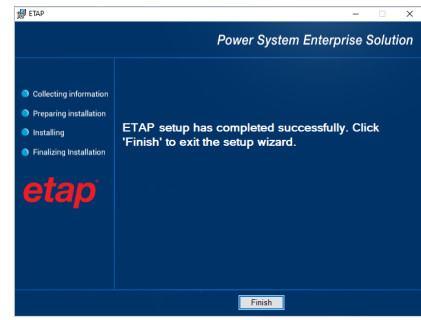 ETAP
Power System Enterprise Solution
Collecting information
Preparing installation
Installing
Finalizing Installation
ETAP setup has completed successfully. Click
'Finish' to exit the setup wizard.
etap
Finish